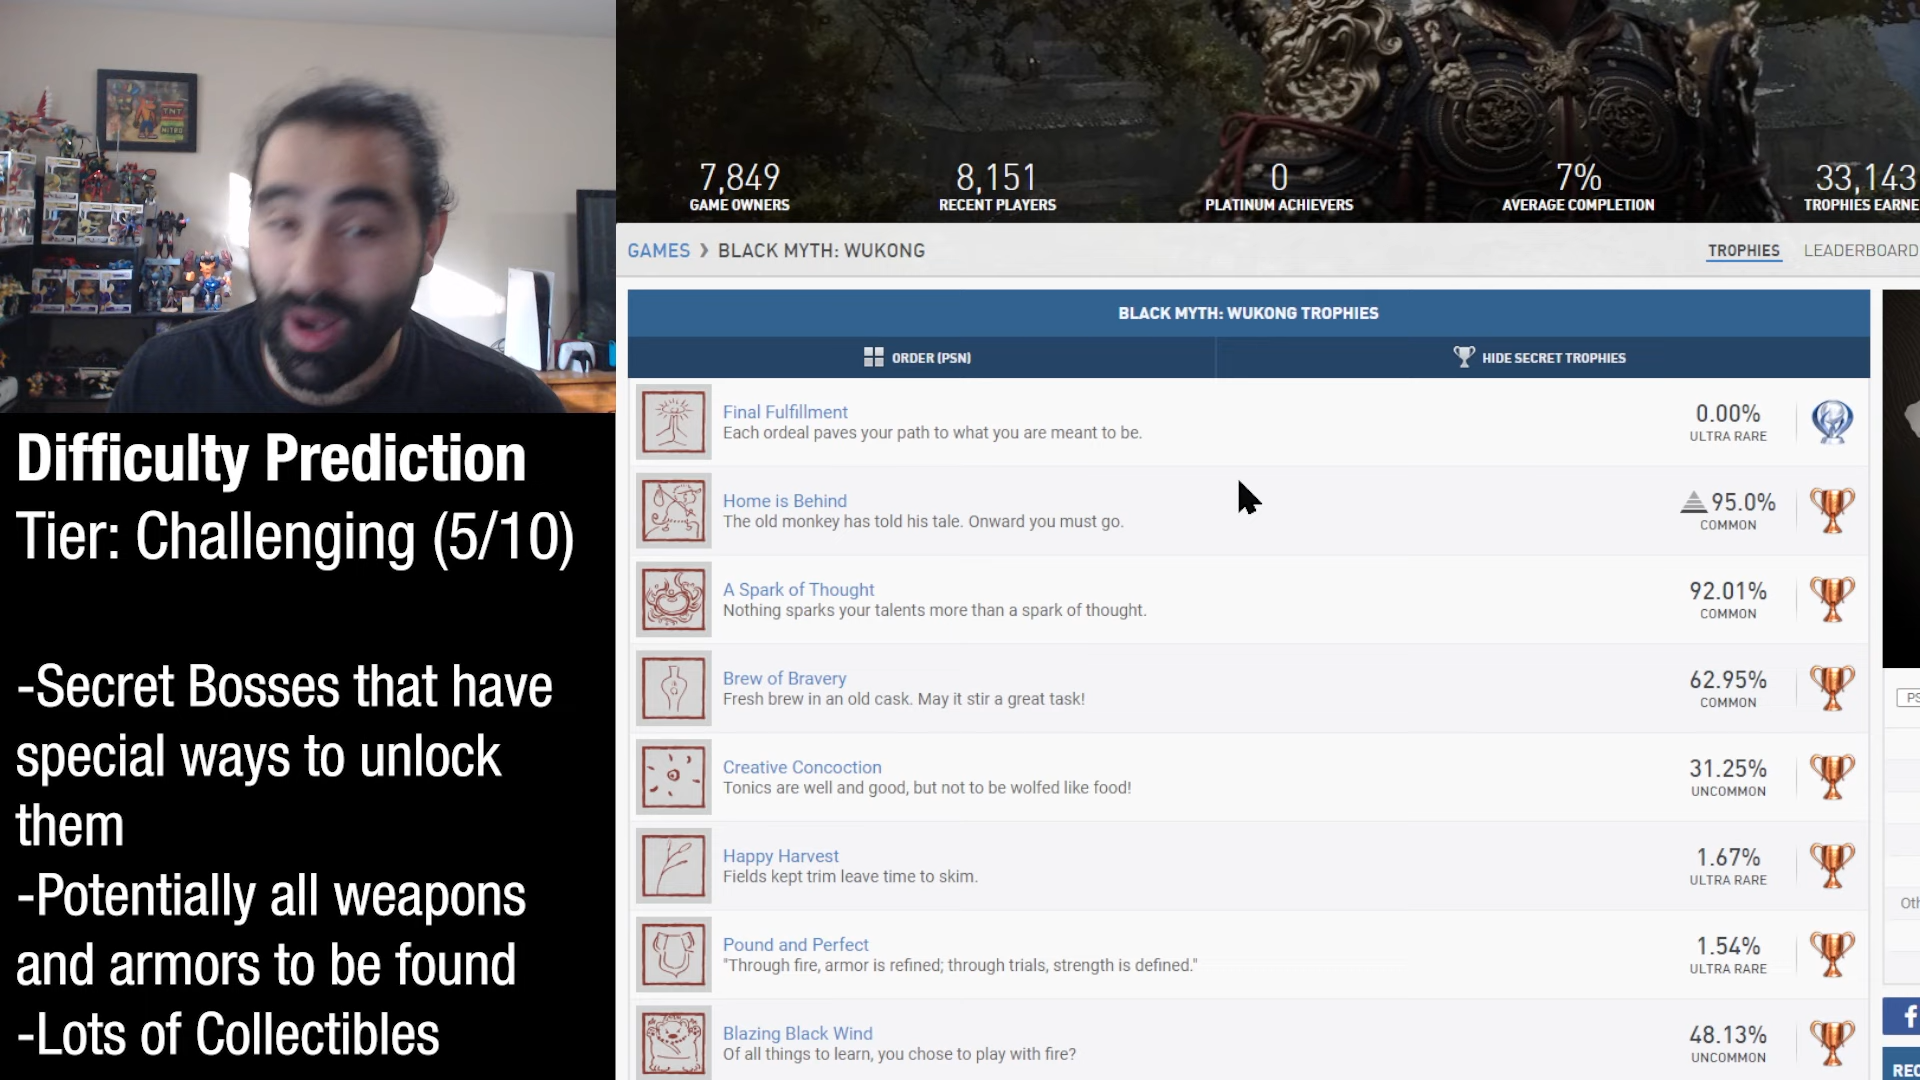 TNT
NITRO
Difficulty Prediction
Tier: Challenging (5/10)
-Secret Bosses that have
special ways to unlock
them
-Potentially all weapons
and armors to be found
-Lots of Collectibles
7,849
GAME OWNERS
8,151
RECENT PLAYERS
0
PLATINUM ACHIEVERS
7%
AVERAGE COMPLETION
33,143
TROPHIES EARNE
GAMES > BLACK MYTH: WUKONG
TROPHIES
LEADERBOARD
BLACK MYTH: WUKONG TROPHIES
ORDER (PSN)
HIDE SECRET TROPHIES
Final Fulfillment
Each ordeal paves your path to what you are meant to be.
0.00%
ULTRA RARE
Home is Behind
The old monkey has told his tale. Onward you must go.
95.0%
COMMON
A Spark of Thought
Nothing sparks your talents more than a spark of thought.
92.01%
COMMON
Brew of Bravery
Fresh brew in an old cask. May it stir a great task!
62.95%
COMMON
Creative Concoction
Tonics are well and good, but not to be wolfed like food!
31.25%
UNCOMMON
Happy Harvest
Fields kept trim leave time to skim.
1.67%
ULTRA RARE
Pound and Perfect
"Through fire, armor is refined; through trials, strength is defined."
1.54%
ULTRA RARE
Blazing Black Wind
Of all things to learn, you chose to play with fire?
48.13%
UNCOMMON
PS
Oth
f
REC